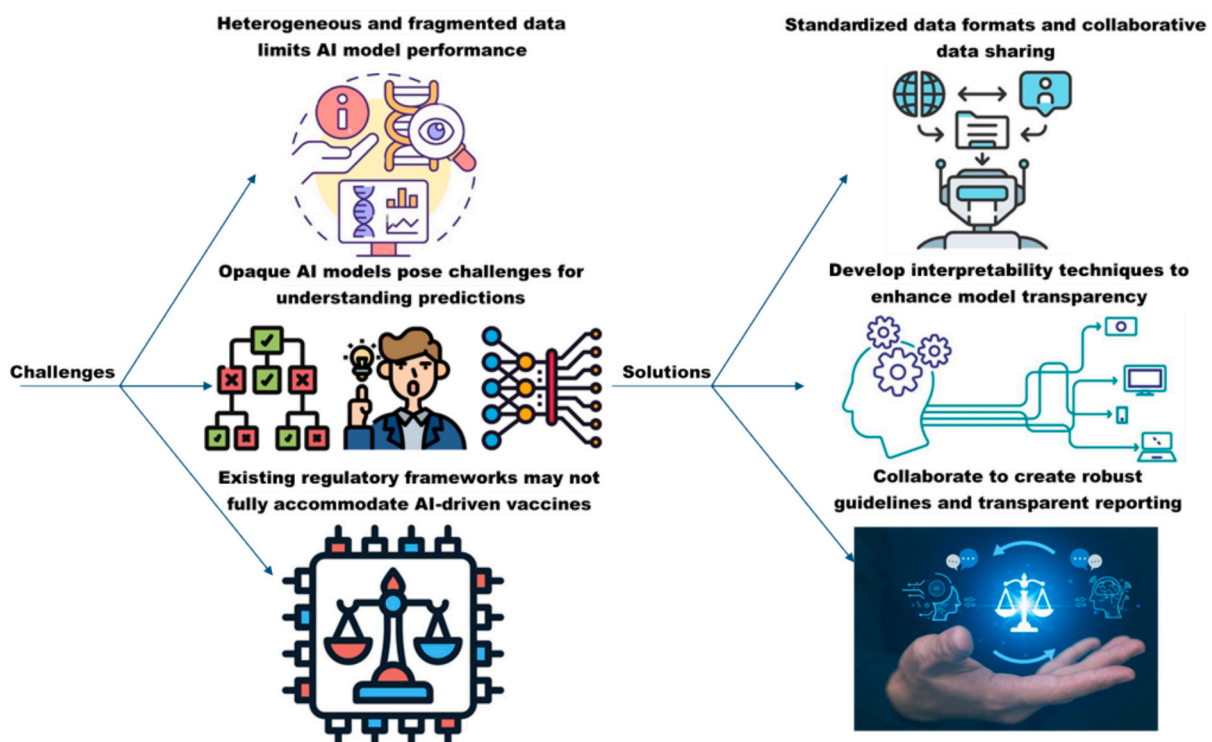 Heterogeneous and fragmented data
limits AI model performance
Opaque AI models pose challenges for
understanding predictions
Challenges
Existing regulatory frameworks may not
fully accommodate AI-driven vaccines
Standardized data formats and collaborative
data sharing
Develop interpretability techniques to
enhance model transparency
Solutions
Collaborate to create robust
guidelines and transparent reporting